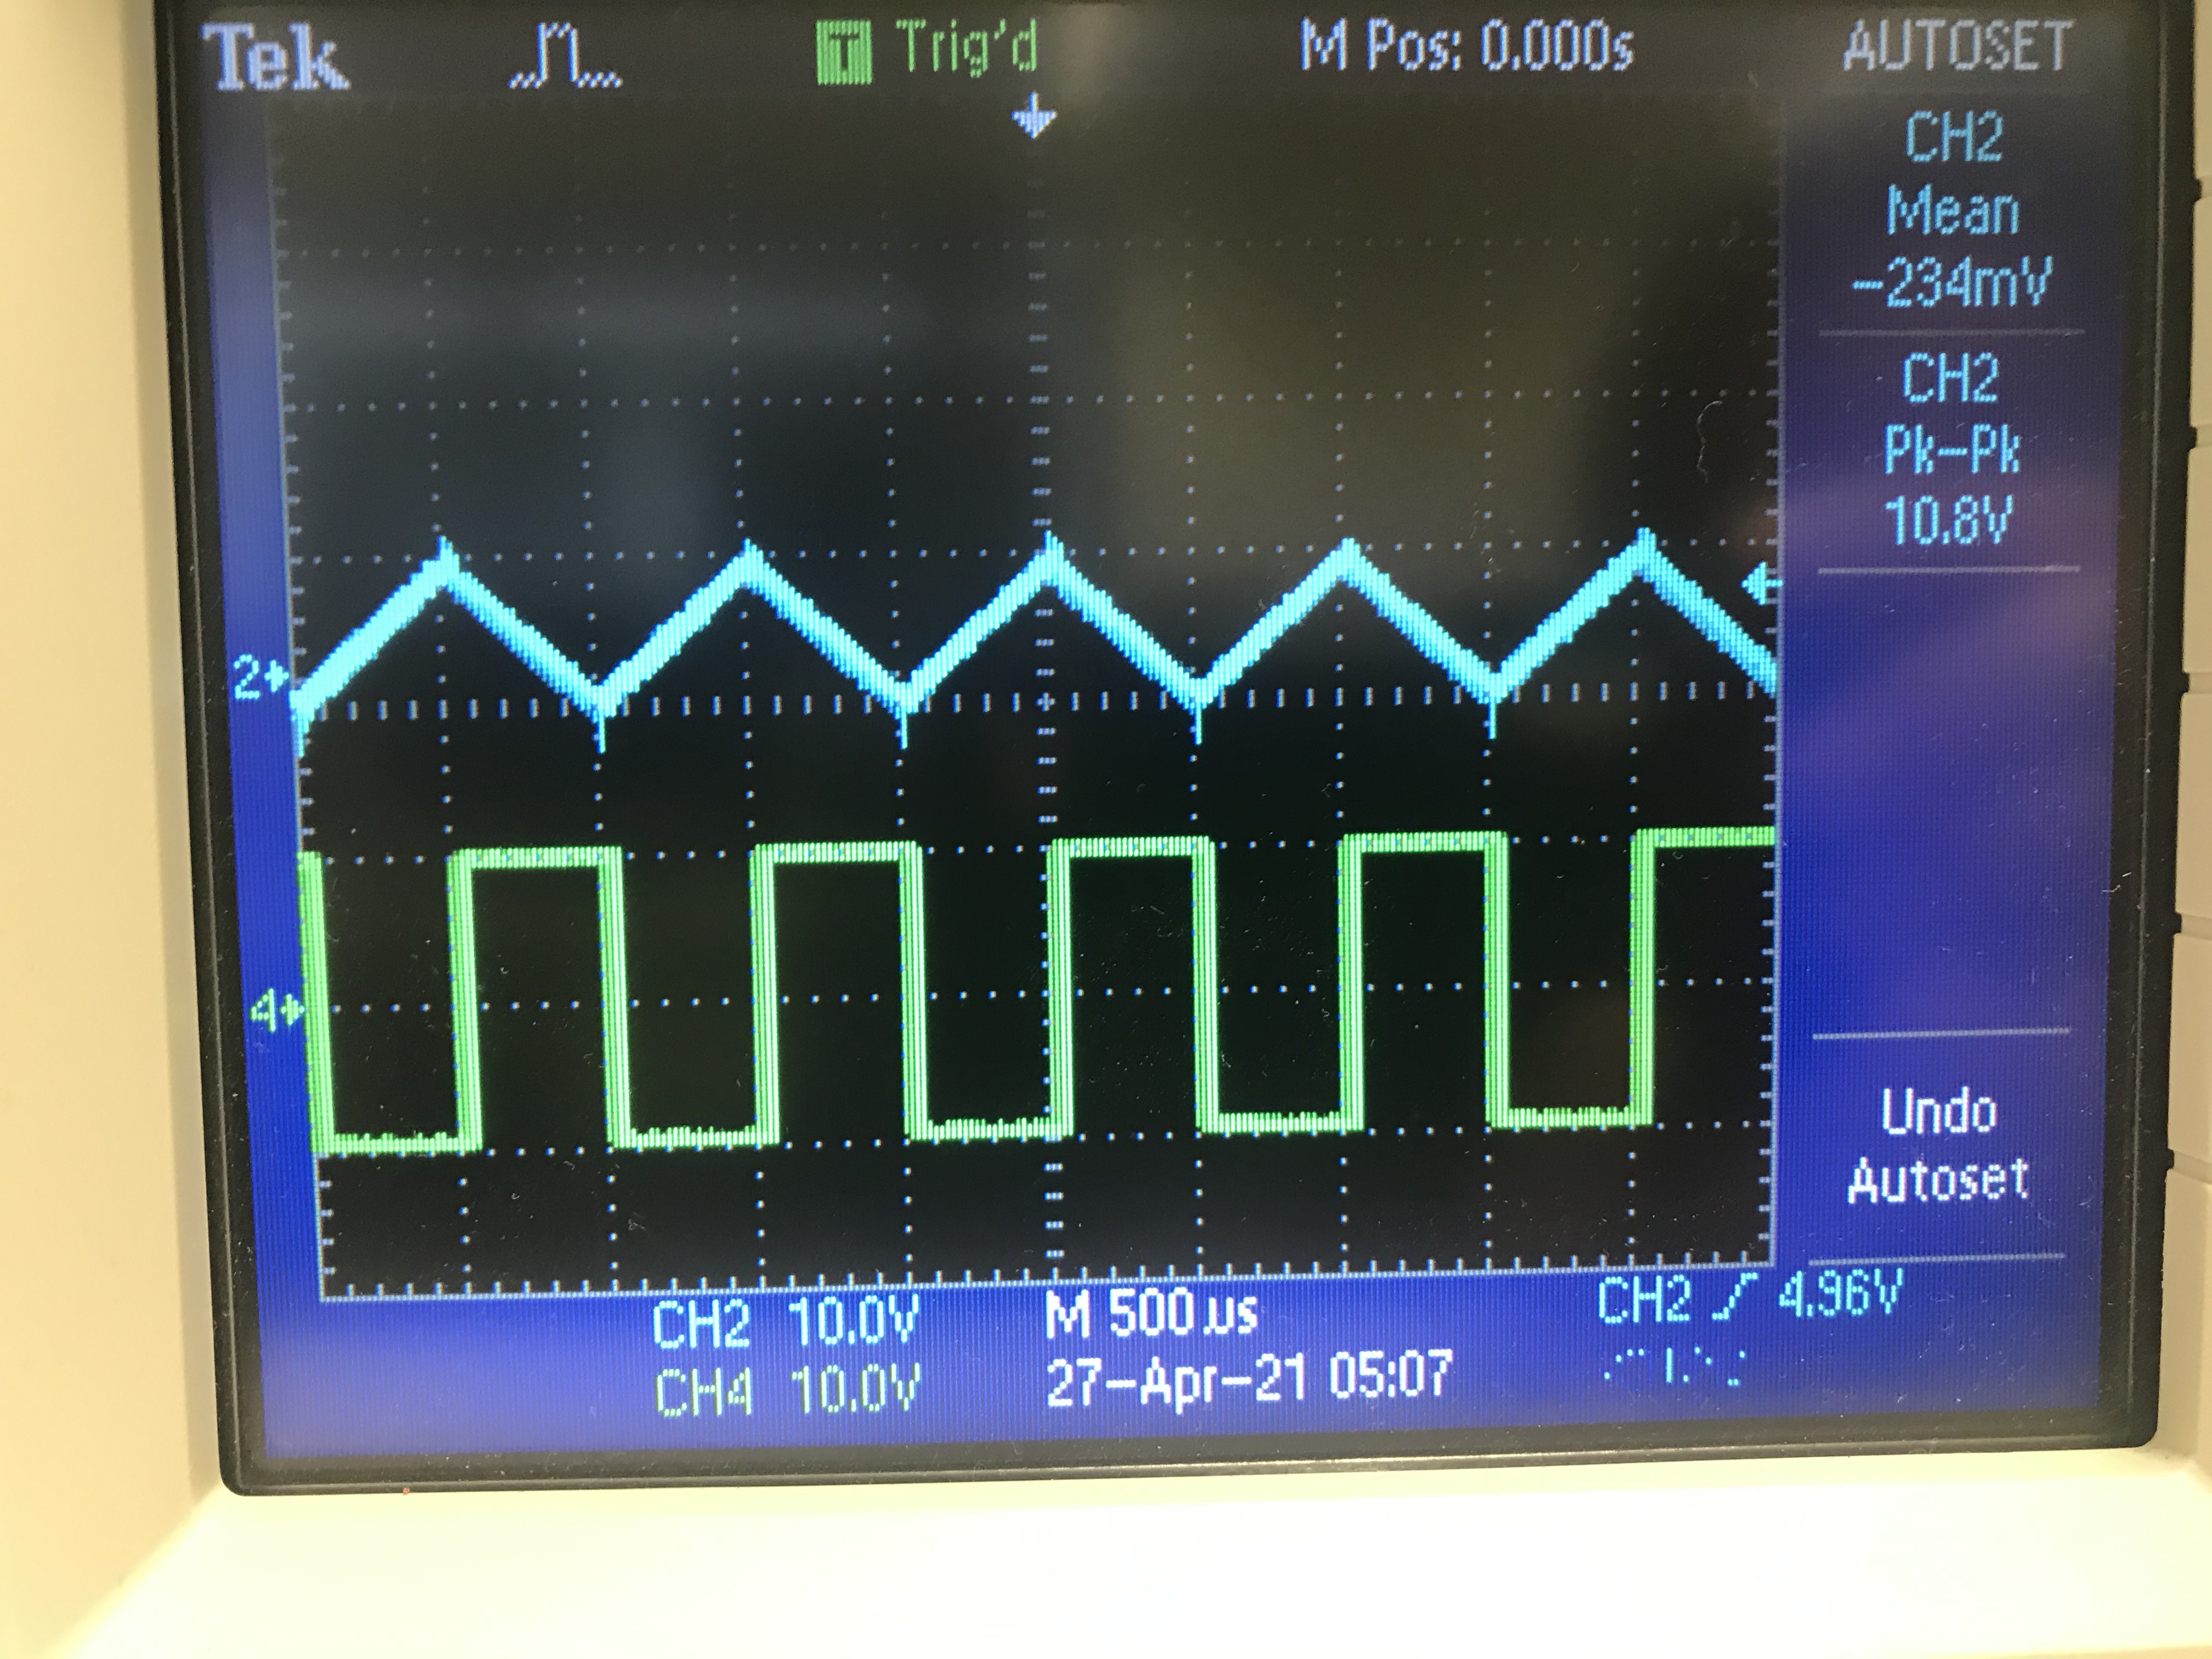 Tek T Trig'd M Pos: 0.000s AUTOSET
CH2
Mean
-234mV
CH2
Pk-Pk
10.8V
2
4
Undo
Autoset
CH2 10.0V M 500µs CH2 4.96V
CH4 10.0V 27-Apr-21 05:07